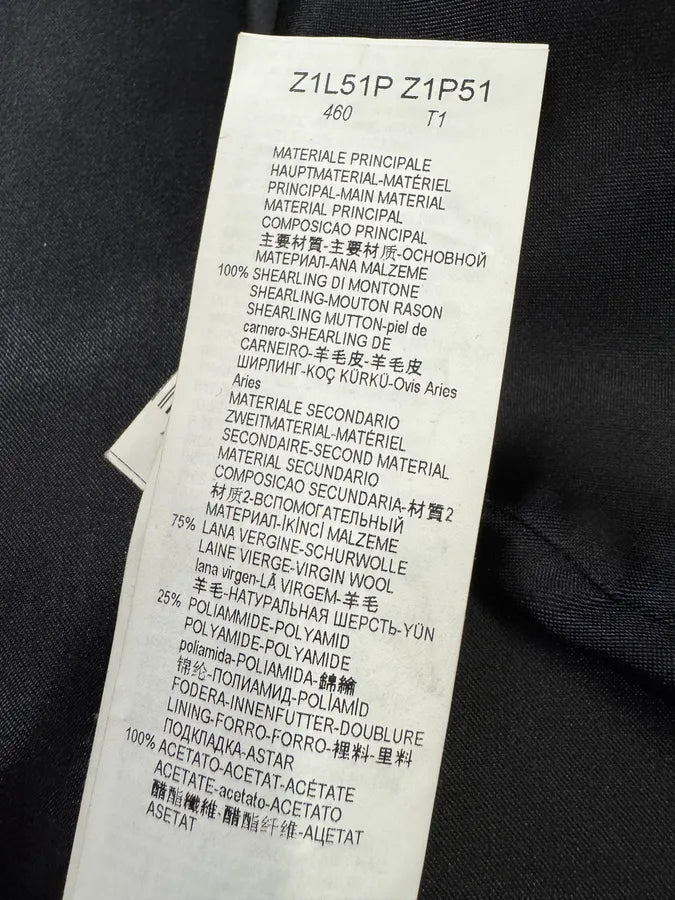 Z1L51P Z1P51
460 T1
MATERIALE PRINCIPALE
HAUPTMATERIAL-MATÉRIEL
PRINCIPAL-MAIN MATERIAL
MATERIAL PRINCIPAL
COMPOSICAO PRINCIPAL
主要材質-主要材质-ОСНОВНОЙ
МАТЕРИАЛ-ANA MALZEME
100% SHEARLING DI MONTONE
SHEARLING-MOUTON RASON
SHEARLING MUTTON-piel de
carnero-SHEARLING DE
CARNEIRO-羊毛皮-羊毛皮
ШИРЛИНГ-KOÇ KÜRKÜ-Ovis Aries
Aries
MATERIALE SECONDARIO
ZWEITMATERIAL-MATÉRIEL
SECONDAIRE-SECOND MATERIAL
MATERIAL SECUNDARIO
COMPOSICAO SECUNDARIA-材質2
材质2-ВСПОМОГАТЕЛЬНЫЙ
МАТЕРИАЛ-İKİNCİ MALZEME
75% LANA VERGINE-SCHURWOLLE
LAINE VIERGE-VIRGIN WOOL
lana virgen-LÃ VIRGEM-羊毛
羊毛-НАТУРАЛЬНАЯ ШЕРСТЬ-YÜN
25% POLIAMMIDE-POLYAMID
POLYAMIDE-POLYAMIDE
poliamida-POLIAMIDA-錦綸
锦纶-ПОЛИАМИД-POLİAMİD
FODERA-INNENFUTTER-DOUBLURE
LINING-FORRO-FORRO-裡料-里料
ПОДКЛАДКА-ASTAR
100% ACETATO-ACETAT-ACÉTATE
ACETATE-acetato-ACETATO
醋酯纖維-醋酯纤维-АЦЕТАТ
ASETAT